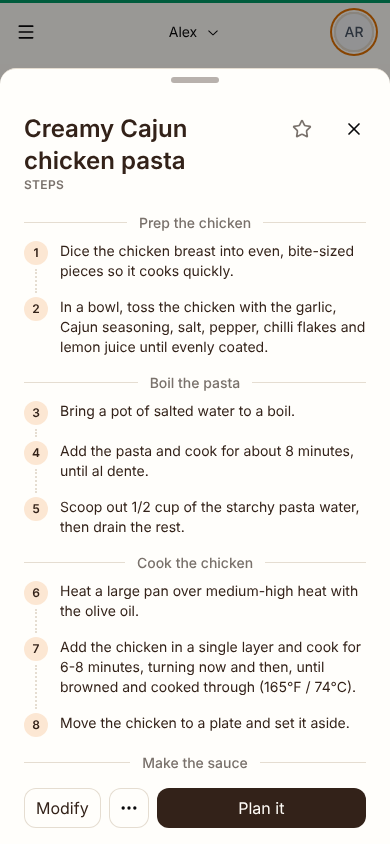 Alex
AR
Creamy Cajun
chicken pasta
STEPS
Prep the chicken
1
Dice the chicken breast into even, bite-sized
pieces so it cooks quickly.
2
In a bowl, toss the chicken with the garlic,
Cajun seasoning, salt, pepper, chilli flakes and
lemon juice until evenly coated.
Boil the pasta
3
Bring a pot of salted water to a boil.
4
Add the pasta and cook for about 8 minutes,
until al dente.
5
Scoop out 1/2 cup of the starchy pasta water,
then drain the rest.
Cook the chicken
6
Heat a large pan over medium-high heat with
the olive oil.
7
Add the chicken in a single layer and cook for
6-8 minutes, turning now and then, until
browned and cooked through (165°F / 74°C).
8
Move the chicken to a plate and set it aside.
Make the sauce
Modify
Plan it